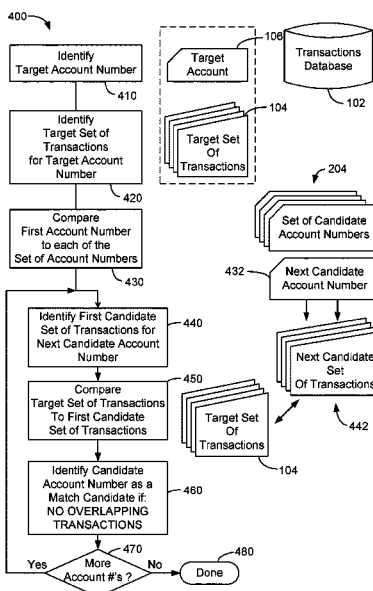 400
Identify
Target Account Number
410
Identify
Target Set of
Transactions
for Target Account
Number
420
Compare
First Account Number
to each of the
Set of Account Numbers
430
Identify First Candidate
Set of Transactions for
Next Candidate Account
Number
440
450
Compare
Target Set of Transactions
To First Candidate
Set of Transactions
Identify Candidate
Account Number as a
Match Candidate if:
NO OVERLAPPING
TRANSACTIONS
460
470
Yes
More
Account #'s ?
No
Done
480
106
Target
Account
104
Target Set
Of
Transactions
Transactions
Database
102
204
Set of Candidate
Account Numbers
432
Next Candidate
Account Number
Next Candidate
Set
Of Transactions
442
Target Set
Of
Transactions
104